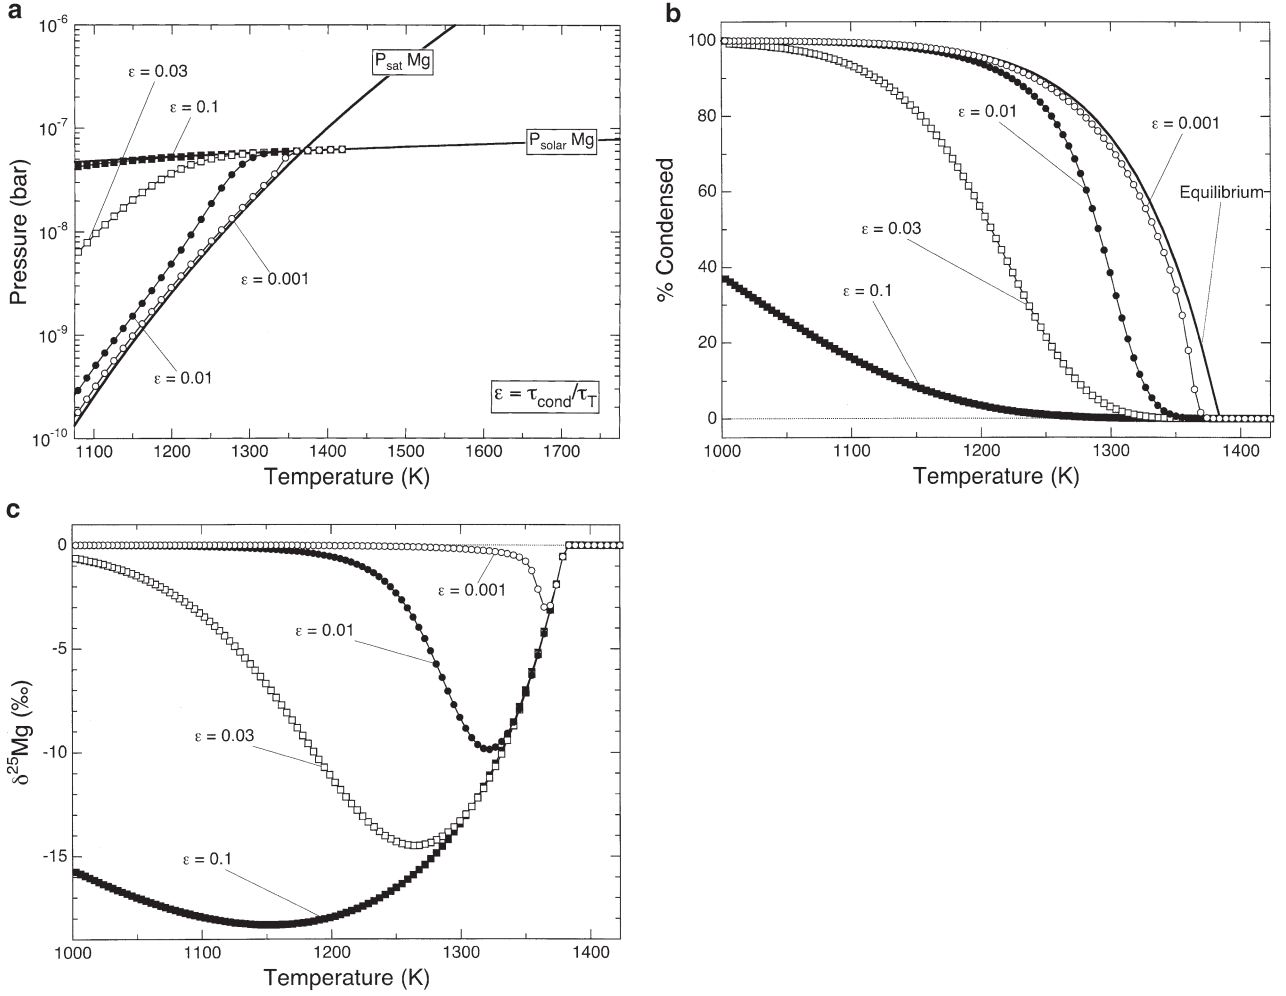 a
10⁻⁶
10⁻⁷
10⁻⁸
10⁻⁹
10⁻¹⁰
Pressure (bar)
ε = 0.03
ε = 0.1
P_sat Mg
P_solar Mg
ε = 0.001
ε = 0.01
ε = τ_cond/τ_T
1100 1200 1300 1400 1500 1600 1700
Temperature (K)
b
100
80
60
40
20
0
% Condensed
ε = 0.01
ε = 0.001
Equilibrium
ε = 0.03
ε = 0.1
1000 1100 1200 1300 1400
Temperature (K)
c
0
-5
-10
-15
δ²⁵Mg (‰)
ε = 0.001
ε = 0.01
ε = 0.03
ε = 0.1
1000 1100 1200 1300 1400
Temperature (K)